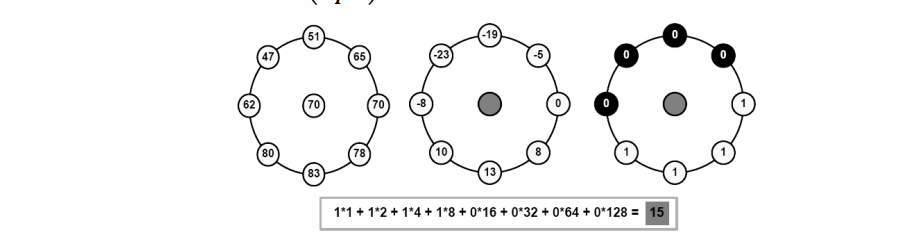 51 -19 0
47 65 -23 -5 0 0
62 70 70 -8 0 0 1
80 78 10 8 1 1
83 13 1
1*1 + 1*2 + 1*4 + 1*8 + 0*16 + 0*32 + 0*64 + 0*128 = 15